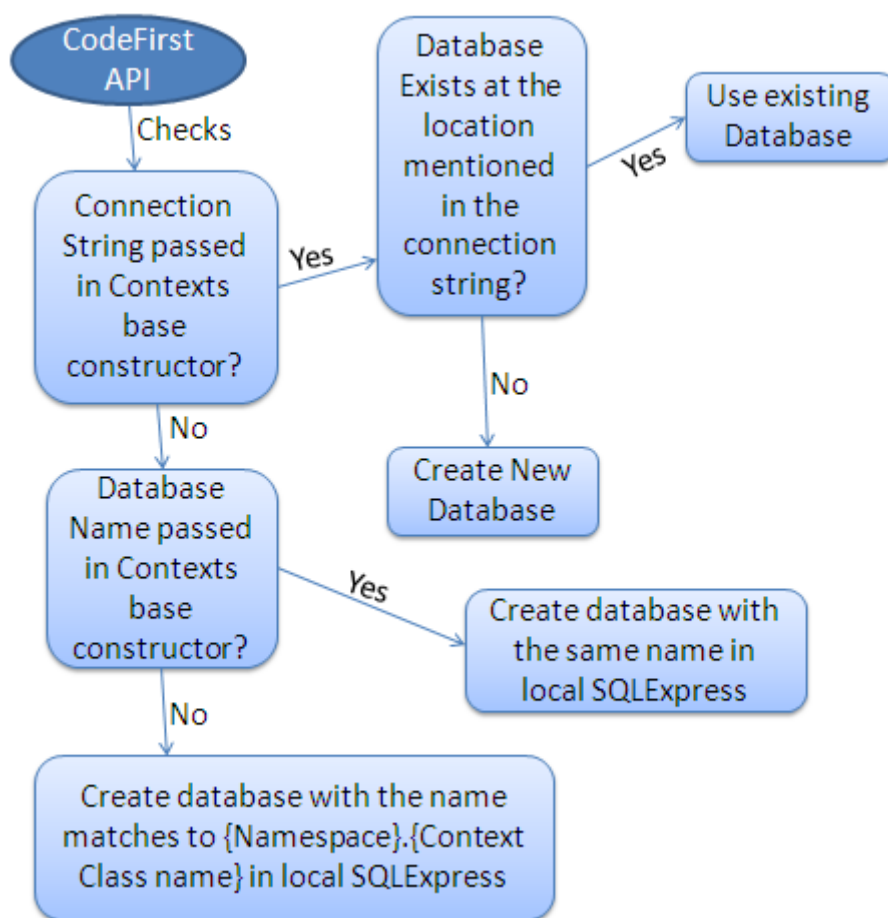 CodeFirst
API
Checks
Connection
String passed
in Contexts
base
constructor?
Yes
Database
Exists at the
location
mentioned
in the
connection
string?
Yes
Use existing
Database
No
Create New
Database
No
Database
Name passed
in Contexts
base
constructor?
Yes
Create database with
the same name in
local SQLExpress
No
Create database with the name
matches to {Namespace}.{Context
Class name} in local SQLExpress